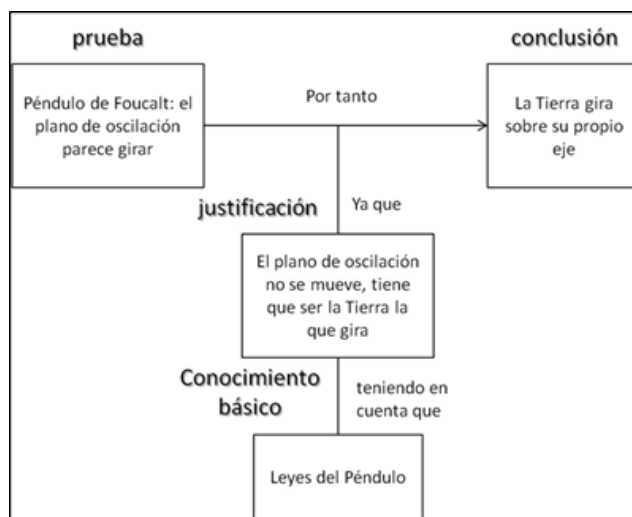 prueba
conclusión
Péndulo de Foucalt: el
plano de oscilación
parece girar
Por tanto
La Tierra gira
sobre su propio
eje
justificación
Ya que
El plano de oscilación
no se mueve, tiene
que ser la Tierra la
que gira
Conocimiento
básico
teniendo en
cuenta que
Leyes del Péndulo